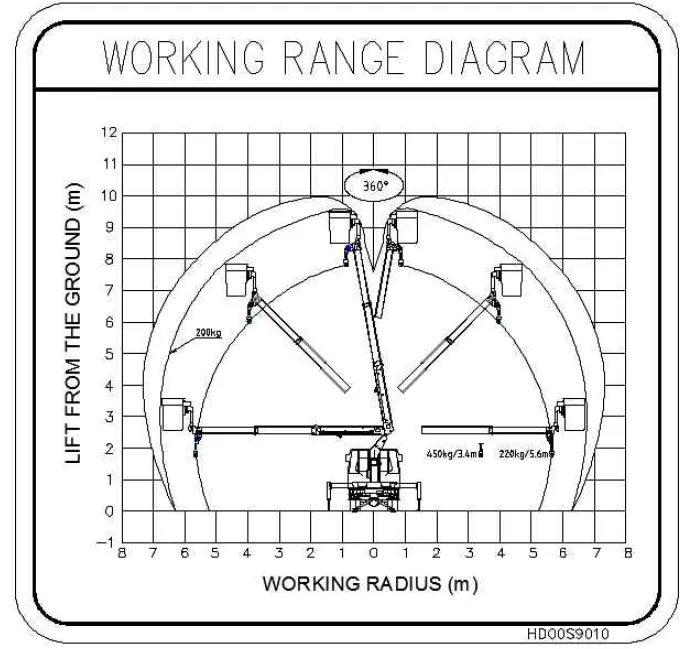 WORKING RANGE DIAGRAM
LIFT FROM THE GROUND (m)
12
11
10
9
8
7
6
5
4
3
2
1
0
-1
360°
200kg
450kg/3.4m
220kg/5.6m
8 7 6 5 4 3 2 1 0 1 2 3 4 5 6 7 8
WORKING RADIUS (m)
HD00S9010